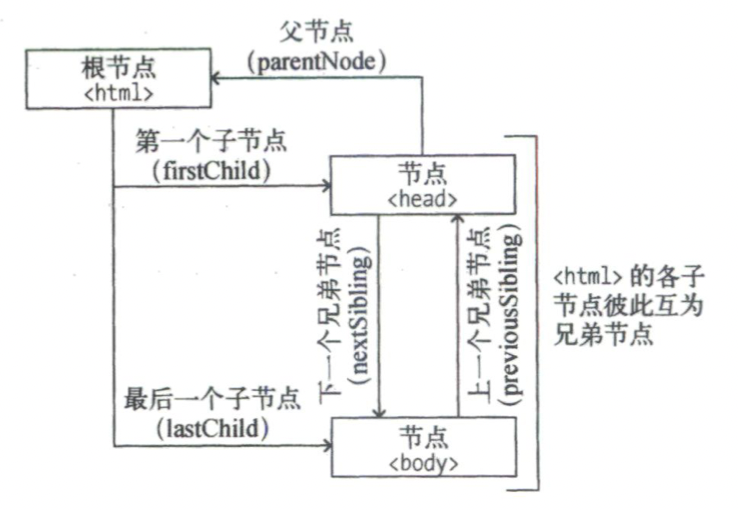 父节点
(parentNode)
根节点
<html>
第一个子节点
(firstChild)
节点
<head>
下一个兄弟节点
(nextSibling)
上一个兄弟节点
(previousSibling)
<html> 的各子
节点彼此互为
兄弟节点
最后一个子节点
(lastChild)
节点
<body>